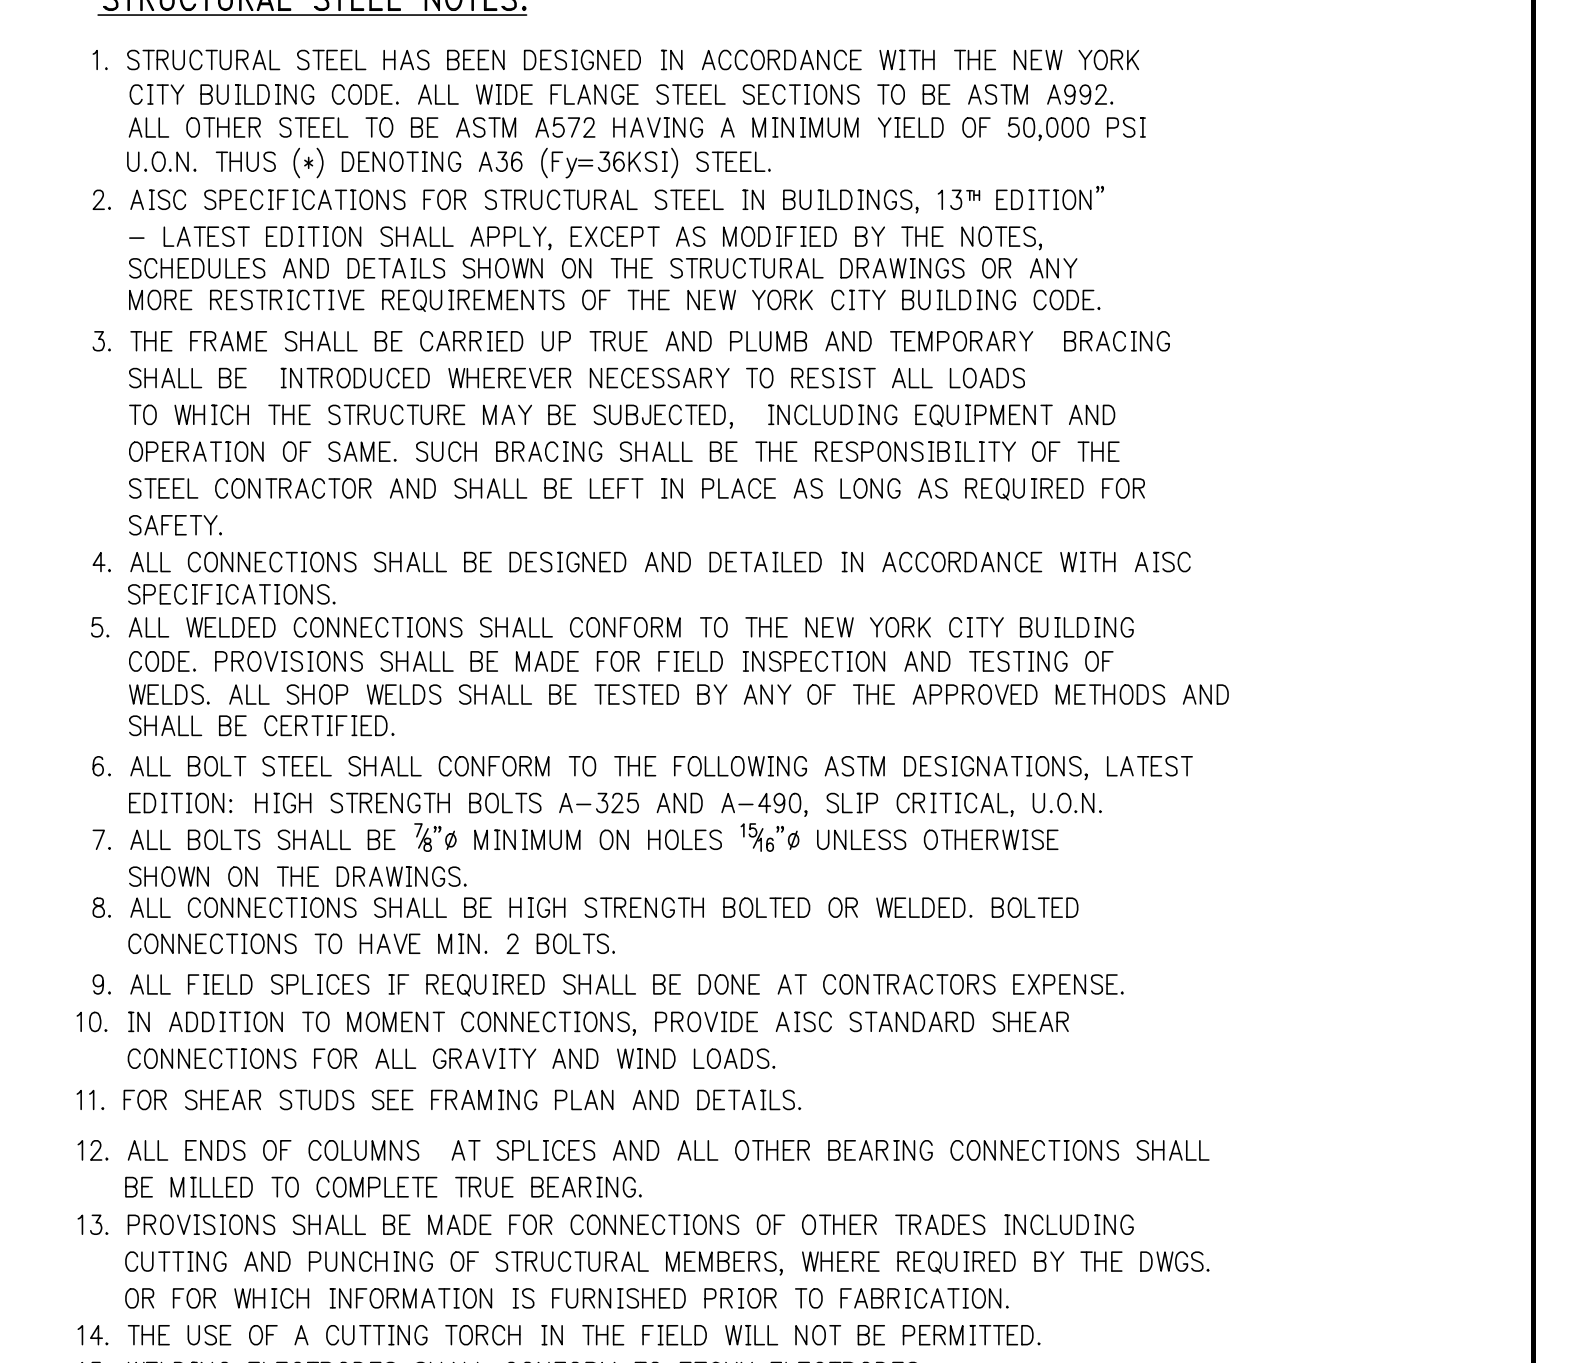 STRUCTURAL STEEL NOTES:
1. STRUCTURAL STEEL HAS BEEN DESIGNED IN ACCORDANCE WITH THE NEW YORK
CITY BUILDING CODE. ALL WIDE FLANGE STEEL SECTIONS TO BE ASTM A992.
ALL OTHER STEEL TO BE ASTM A572 HAVING A MINIMUM YIELD OF 50,000 PSI
U.O.N. THUS (*) DENOTING A36 (Fy=36KSI) STEEL.
2. AISC SPECIFICATIONS FOR STRUCTURAL STEEL IN BUILDINGS, 13TH EDITION"
– LATEST EDITION SHALL APPLY, EXCEPT AS MODIFIED BY THE NOTES,
SCHEDULES AND DETAILS SHOWN ON THE STRUCTURAL DRAWINGS OR ANY
MORE RESTRICTIVE REQUIREMENTS OF THE NEW YORK CITY BUILDING CODE.
3. THE FRAME SHALL BE CARRIED UP TRUE AND PLUMB AND TEMPORARY BRACING
SHALL BE INTRODUCED WHEREVER NECESSARY TO RESIST ALL LOADS
TO WHICH THE STRUCTURE MAY BE SUBJECTED, INCLUDING EQUIPMENT AND
OPERATION OF SAME. SUCH BRACING SHALL BE THE RESPONSIBILITY OF THE
STEEL CONTRACTOR AND SHALL BE LEFT IN PLACE AS LONG AS REQUIRED FOR
SAFETY.
4. ALL CONNECTIONS SHALL BE DESIGNED AND DETAILED IN ACCORDANCE WITH AISC
SPECIFICATIONS.
5. ALL WELDED CONNECTIONS SHALL CONFORM TO THE NEW YORK CITY BUILDING
CODE. PROVISIONS SHALL BE MADE FOR FIELD INSPECTION AND TESTING OF
WELDS. ALL SHOP WELDS SHALL BE TESTED BY ANY OF THE APPROVED METHODS AND
SHALL BE CERTIFIED.
6. ALL BOLT STEEL SHALL CONFORM TO THE FOLLOWING ASTM DESIGNATIONS, LATEST
EDITION: HIGH STRENGTH BOLTS A–325 AND A–490, SLIP CRITICAL, U.O.N.
7. ALL BOLTS SHALL BE 7/8"ø MINIMUM ON HOLES 15/16"ø UNLESS OTHERWISE
SHOWN ON THE DRAWINGS.
8. ALL CONNECTIONS SHALL BE HIGH STRENGTH BOLTED OR WELDED. BOLTED
CONNECTIONS TO HAVE MIN. 2 BOLTS.
9. ALL FIELD SPLICES IF REQUIRED SHALL BE DONE AT CONTRACTORS EXPENSE.
10. IN ADDITION TO MOMENT CONNECTIONS, PROVIDE AISC STANDARD SHEAR
CONNECTIONS FOR ALL GRAVITY AND WIND LOADS.
11. FOR SHEAR STUDS SEE FRAMING PLAN AND DETAILS.
12. ALL ENDS OF COLUMNS AT SPLICES AND ALL OTHER BEARING CONNECTIONS SHALL
BE MILLED TO COMPLETE TRUE BEARING.
13. PROVISIONS SHALL BE MADE FOR CONNECTIONS OF OTHER TRADES INCLUDING
CUTTING AND PUNCHING OF STRUCTURAL MEMBERS, WHERE REQUIRED BY THE DWGS.
OR FOR WHICH INFORMATION IS FURNISHED PRIOR TO FABRICATION.
14. THE USE OF A CUTTING TORCH IN THE FIELD WILL NOT BE PERMITTED.